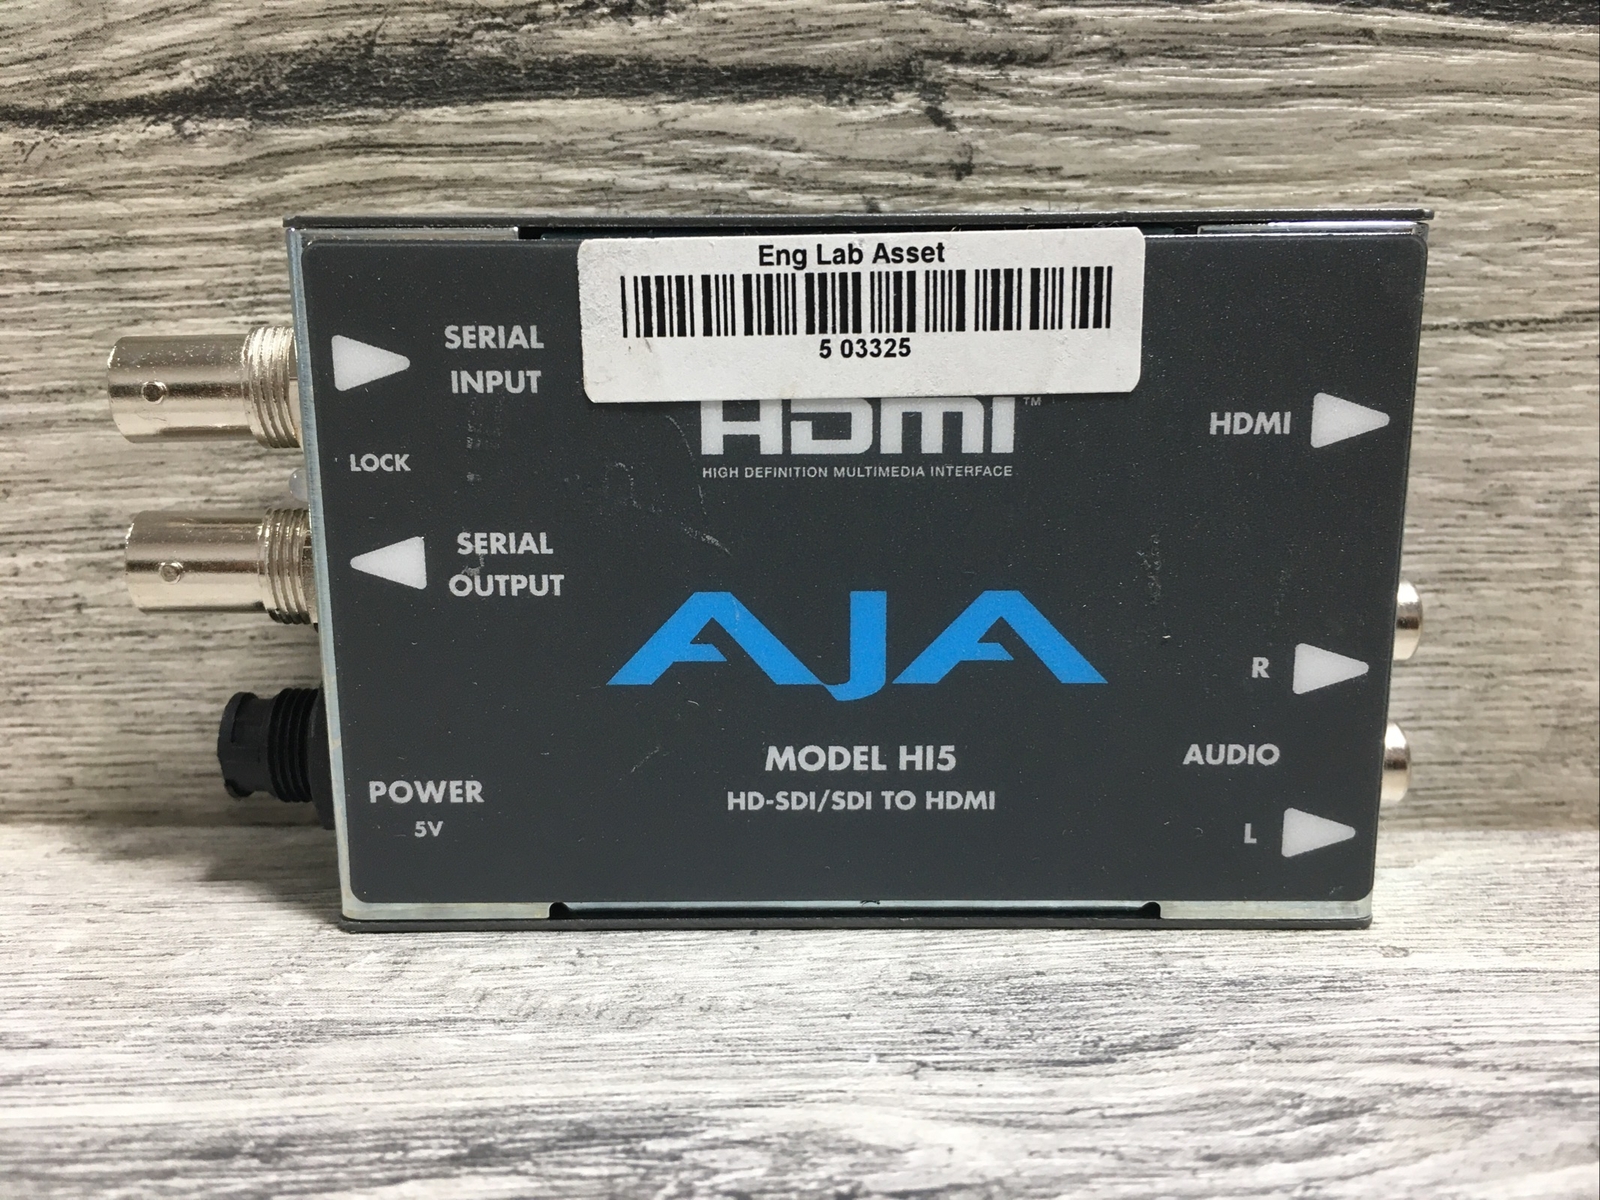 Eng Lab Asset
5 03325
SERIAL
INPUT
LOCK
SERIAL
OUTPUT
POWER
5V
HDMI™
HIGH DEFINITION MULTIMEDIA INTERFACE
AJA
MODEL HI5
HD-SDI/SDI TO HDMI
HDMI
R
AUDIO
L